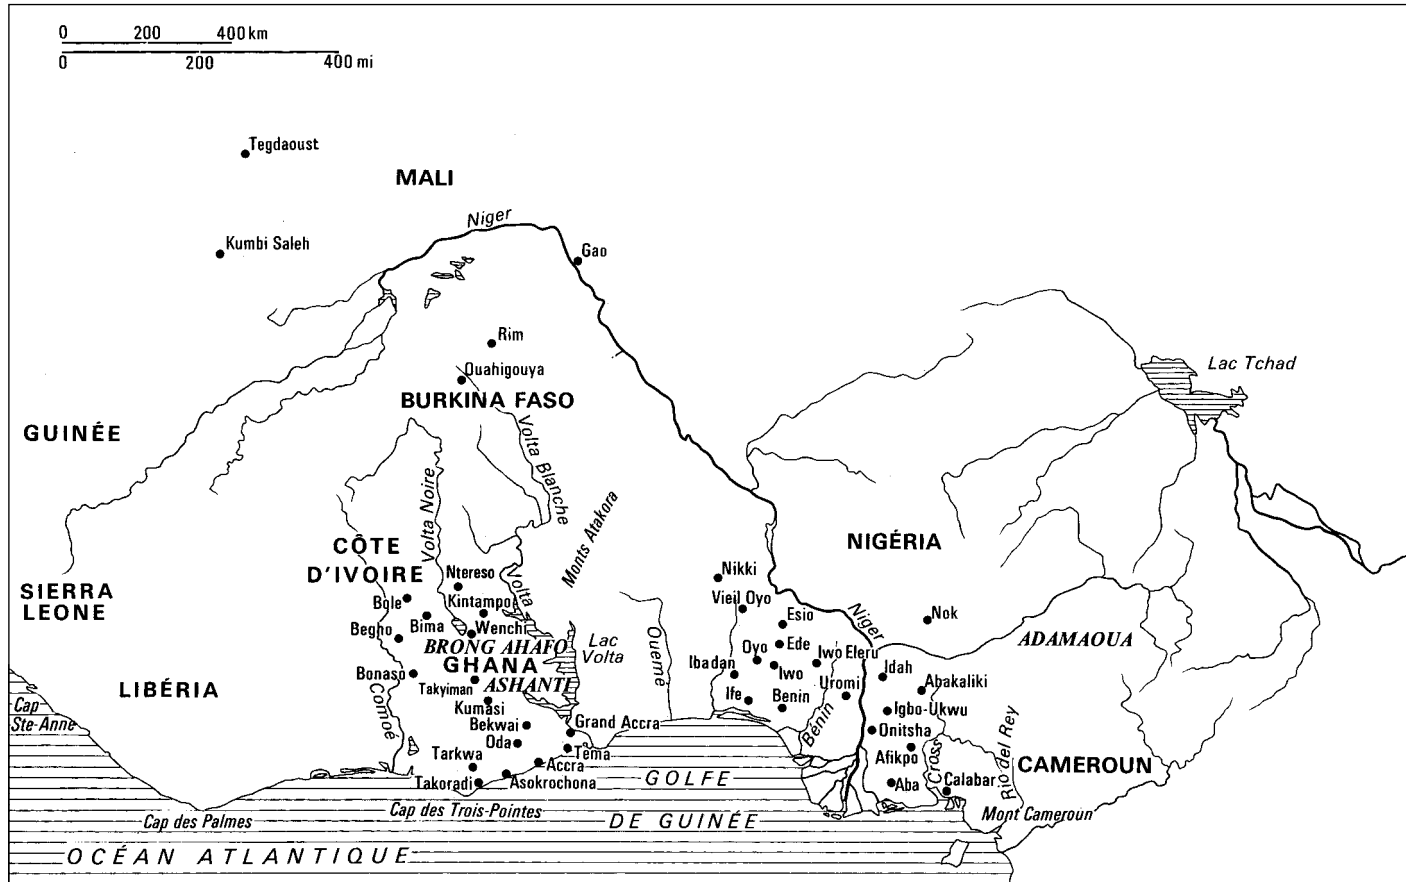 0 200 400 km
0 200 400 mi
Tegdaoust
MALI
Niger
Kumbi Saleh
Gao
Rim
Lac Tchad
Ouahigouya
BURKINA FASO
GUINÉE
Volta Blanche
Volta Noire
Monts Atakora
CÔTE
D'IVOIRE
NIGÉRIA
SIERRA
LEONE
Ntereso
Volta
Nikki
Bole
Kintampo
Vieil Oyo
Niger
Nok
Bima
Esio
Begho
Wenchi
Oueme
ADAMAOUA
BRONG AHAFO
Lac
Volta
Ede
Oyo
GHANA
Iwo Eleru
Ibadan
Idah
Bonaso
Iwo
LIBÉRIA
Takyiman
ASHANTI
Uromi
Abakaliki
Ife
Benin
Comoé
Kumasi
Igbo-Ukwu
Cap
Ste-Anne
Bekwai
Grand Accra
Bénin
Onitsha
Rio del Rey
Oda
Tema
Afikpo
Cross
Tarkwa
Accra
CAMEROUN
Takoradi
Asokrochona
GOLFE
Aba
Calabar
Cap des Palmes
Cap des Trois-Pointes
DE GUINÉE
Mont Cameroun
OCÉAN ATLANTIQUE